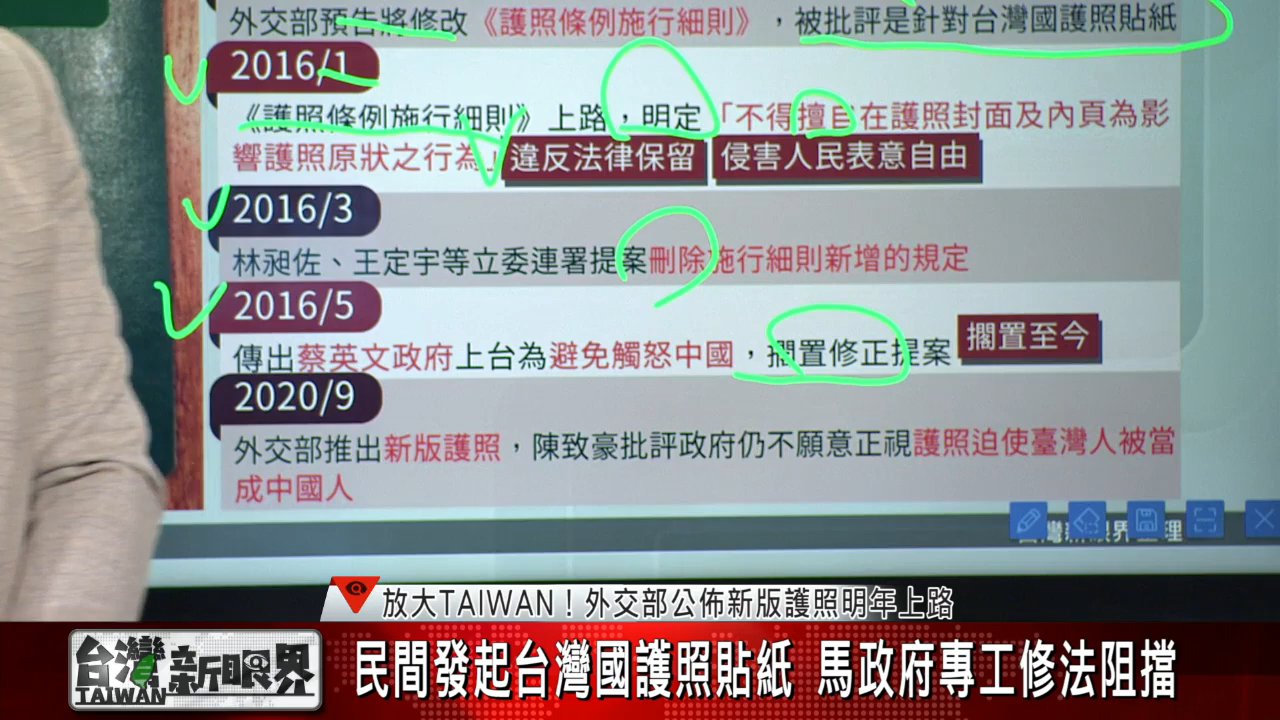 外交部預告將修改《護照條例施行細則》，被批評是針對台灣國護照貼紙
2016/1
《護照條例施行細則》上路，明定「不得擅自在護照封面及內頁為影
響護照原狀之行為」 違反法律保留 侵害人民表意自由
2016/3
林昶佐、王定宇等立委連署提案刪除施行細則新增的規定
2016/5
傳出蔡英文政府上台為避免觸怒中國，擱置修正提案 擱置至今
2020/9
外交部推出新版護照，陳致豪批評政府仍不願意正視護照迫使臺灣人被當
成中國人
台灣新眼界整理
放大TAIWAN！外交部公佈新版護照明年上路
台灣新眼界
TAIWAN
民間發起台灣國護照貼紙 馬政府專工修法阻擋